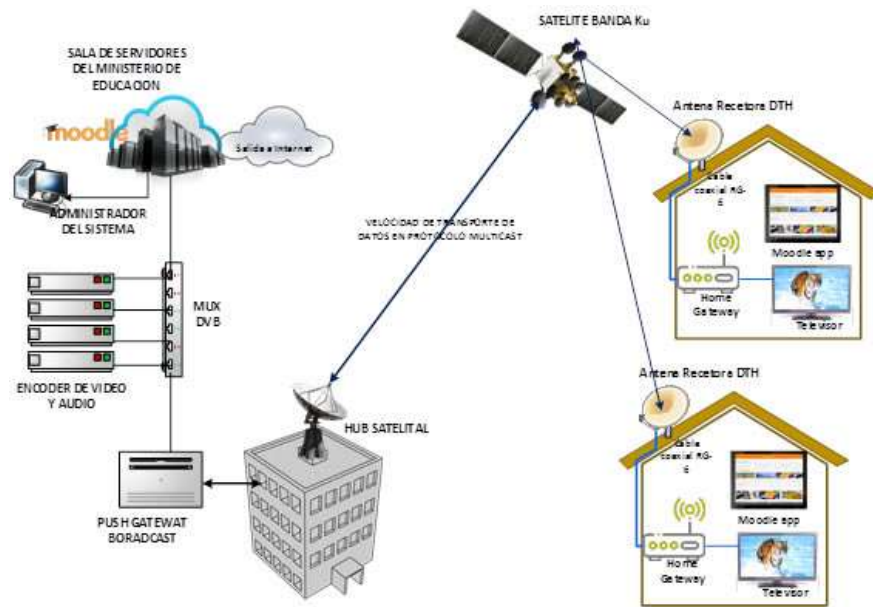 SATELITE BANDA Ku
SALA DE SERVIDORES
DEL MINISTERIO DE
EDUCACION
moodle
Salida a Internet
ADMINISTRADOR
DEL SISTEMA
MUX
DVB
ENCODER DE VIDEO
Y AUDIO
PUSH GATEWAT
BORADCAST
HUB SATELITAL
VELOCIDAD DE TRANSPORTE DE
DATOS EN PROTOCOLO MULTICAST
Antena Recetora DTH
Cable
coaxial RG-
6
Moodle app
Home
Gateway
Televisor
Antena Recetora DTH
Cable
coaxial RG-
6
Moodle app
Home
Gateway
Televisor